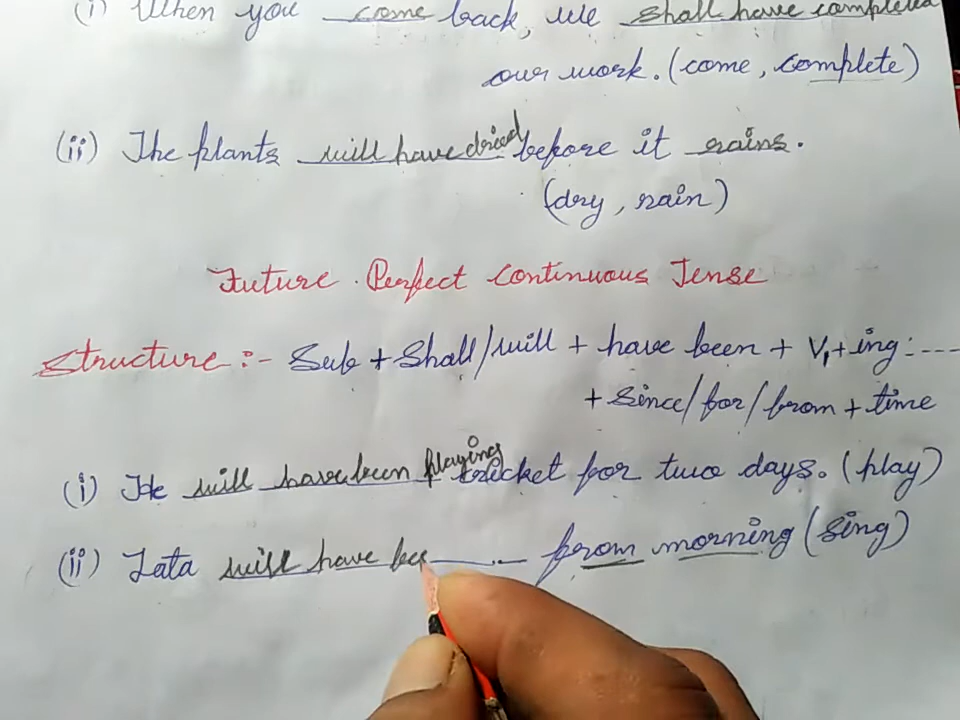 (i) When you come back, we shall have completed
our work. (come, complete)
(ii) The plants will have dried before it rains.
(dry, rain)
Future Perfect Continuous Tense
Structure :- Sub + Shall/will + have been + V1+ing ....
+ since/for/from + time
(i) He will have been playing cricket for two days. (play)
(ii) Lata will have bee from morning (sing)